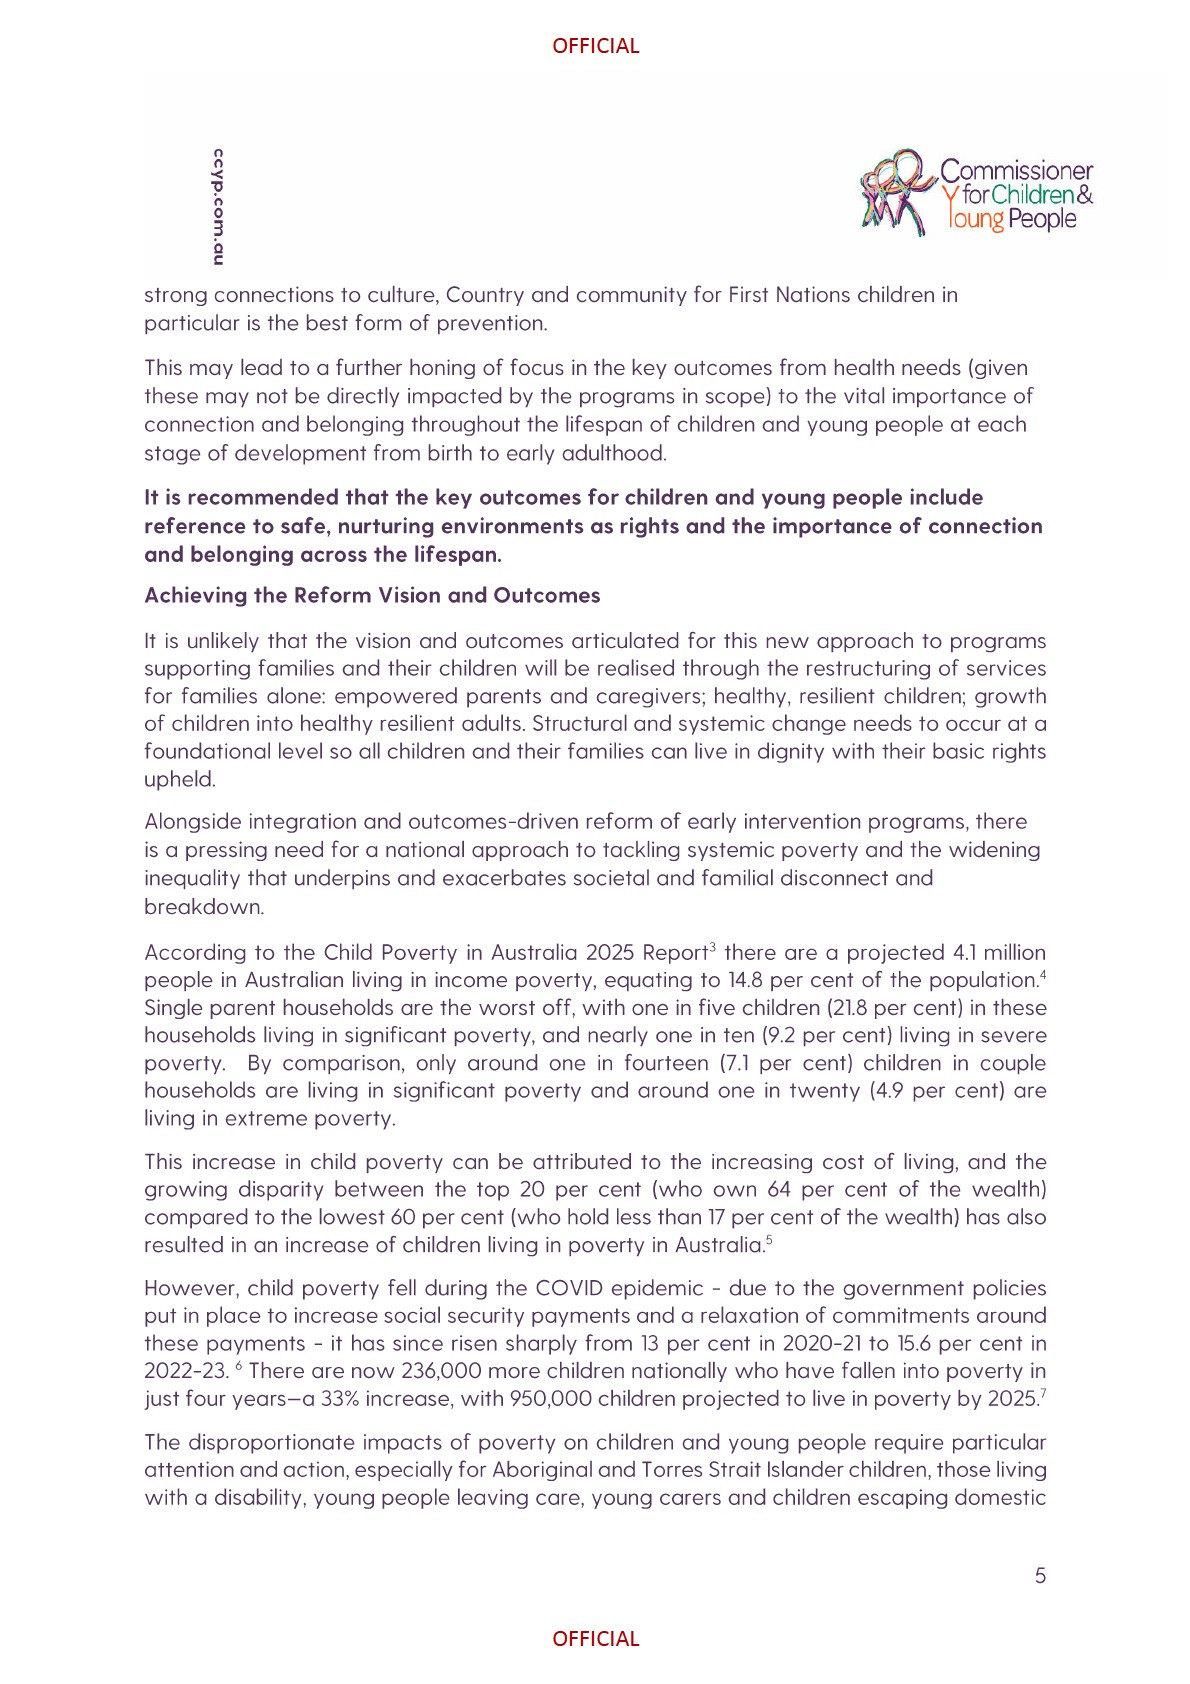 OFFICIAL
ccyp.com.au
Commissioner
for Children &
Young People
strong connections to culture, Country and community for First Nations children in
particular is the best form of prevention.
This may lead to a further honing of focus in the key outcomes from health needs (given
these may not be directly impacted by the programs in scope) to the vital importance of
connection and belonging throughout the lifespan of children and young people at each
stage of development from birth to early adulthood.
It is recommended that the key outcomes for children and young people include
reference to safe, nurturing environments as rights and the importance of connection
and belonging across the lifespan.
Achieving the Reform Vision and Outcomes
It is unlikely that the vision and outcomes articulated for this new approach to programs
supporting families and their children will be realised through the restructuring of services
for families alone: empowered parents and caregivers; healthy, resilient children; growth
of children into healthy resilient adults. Structural and systemic change needs to occur at a
foundational level so all children and their families can live in dignity with their basic rights
upheld.
Alongside integration and outcomes-driven reform of early intervention programs, there
is a pressing need for a national approach to tackling systemic poverty and the widening
inequality that underpins and exacerbates societal and familial disconnect and
breakdown.
According to the Child Poverty in Australia 2025 Report³ there are a projected 4.1 million
people in Australian living in income poverty, equating to 14.8 per cent of the population.⁴
Single parent households are the worst off, with one in five children (21.8 per cent) in these
households living in significant poverty, and nearly one in ten (9.2 per cent) living in severe
poverty. By comparison, only around one in fourteen (7.1 per cent) children in couple
households are living in significant poverty and around one in twenty (4.9 per cent) are
living in extreme poverty.
This increase in child poverty can be attributed to the increasing cost of living, and the
growing disparity between the top 20 per cent (who own 64 per cent of the wealth)
compared to the lowest 60 per cent (who hold less than 17 per cent of the wealth) has also
resulted in an increase of children living in poverty in Australia.⁵
However, child poverty fell during the COVID epidemic - due to the government policies
put in place to increase social security payments and a relaxation of commitments around
these payments - it has since risen sharply from 13 per cent in 2020-21 to 15.6 per cent in
2022-23. ⁶ There are now 236,000 more children nationally who have fallen into poverty in
just four years—a 33% increase, with 950,000 children projected to live in poverty by 2025.⁷
The disproportionate impacts of poverty on children and young people require particular
attention and action, especially for Aboriginal and Torres Strait Islander children, those living
with a disability, young people leaving care, young carers and children escaping domestic
5
OFFICIAL